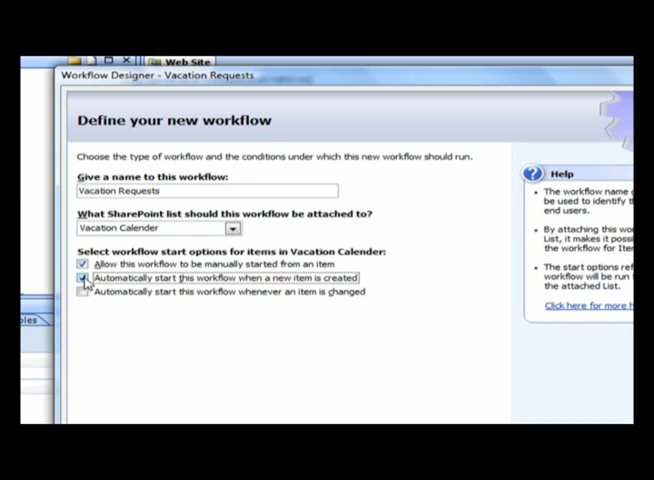 Web Site
Workflow Designer - Vacation Requests
Define your new workflow
Choose the type of workflow and the conditions under which this new workflow should run.
Give a name to this workflow:
Vacation Requests
What SharePoint list should this workflow be attached to?
Vacation Calender
Select workflow start options for items in Vacation Calender:
Allow this workflow to be manually started from an item
Automatically start this workflow when a new item is created
Automatically start this workflow whenever an item is changed
Help
The workflow name
be used to identify t
end users.
By attaching this wo
List, it makes it possi
the workflow for Iter
The start options ref
workflow will be run
the attached List.
Click here for more h
bles